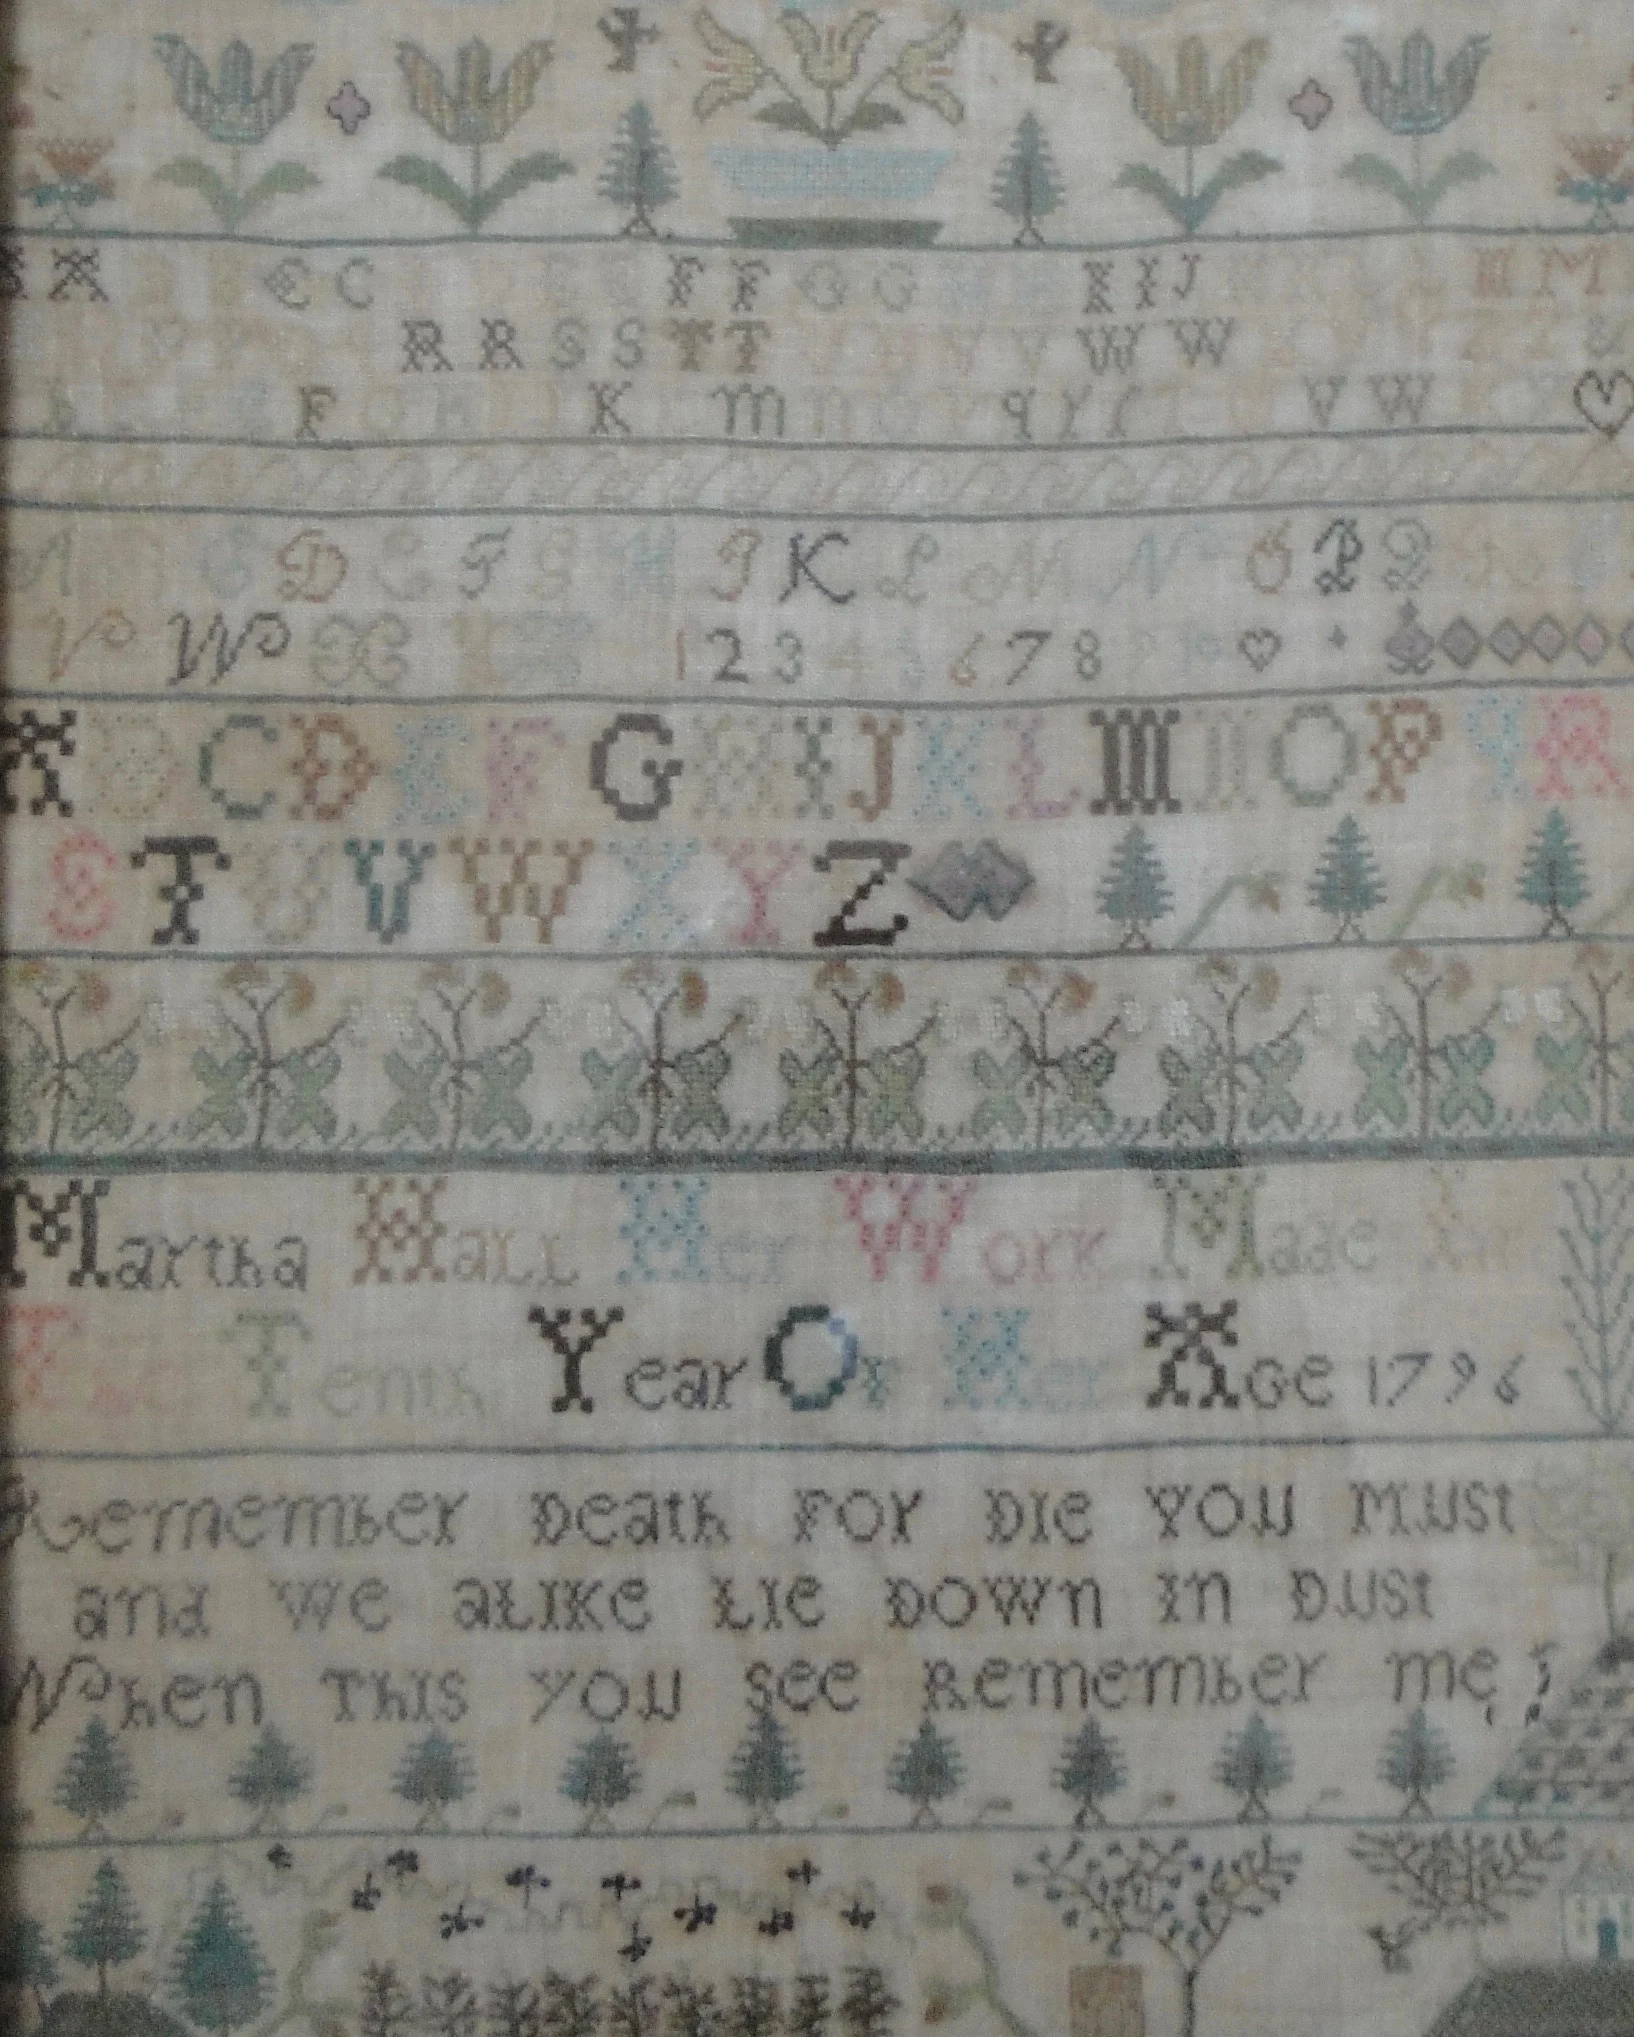 A C C F F G G I I J M M
R R S S T T U V V W W Z Z &
F K m n q V W
A C D E F G H I K L M N O P Q
V W X 1 2 3 4 5 6 7 8 9 10
A B C D E F G H I J K L M N O P q R
S T U V W X Y Z
Martha Hall Her Work Made In
The Tenth Year Of Her Age 1796
Remember Death For Die you must
and we alike lie down in Dust
When This you see Remember me